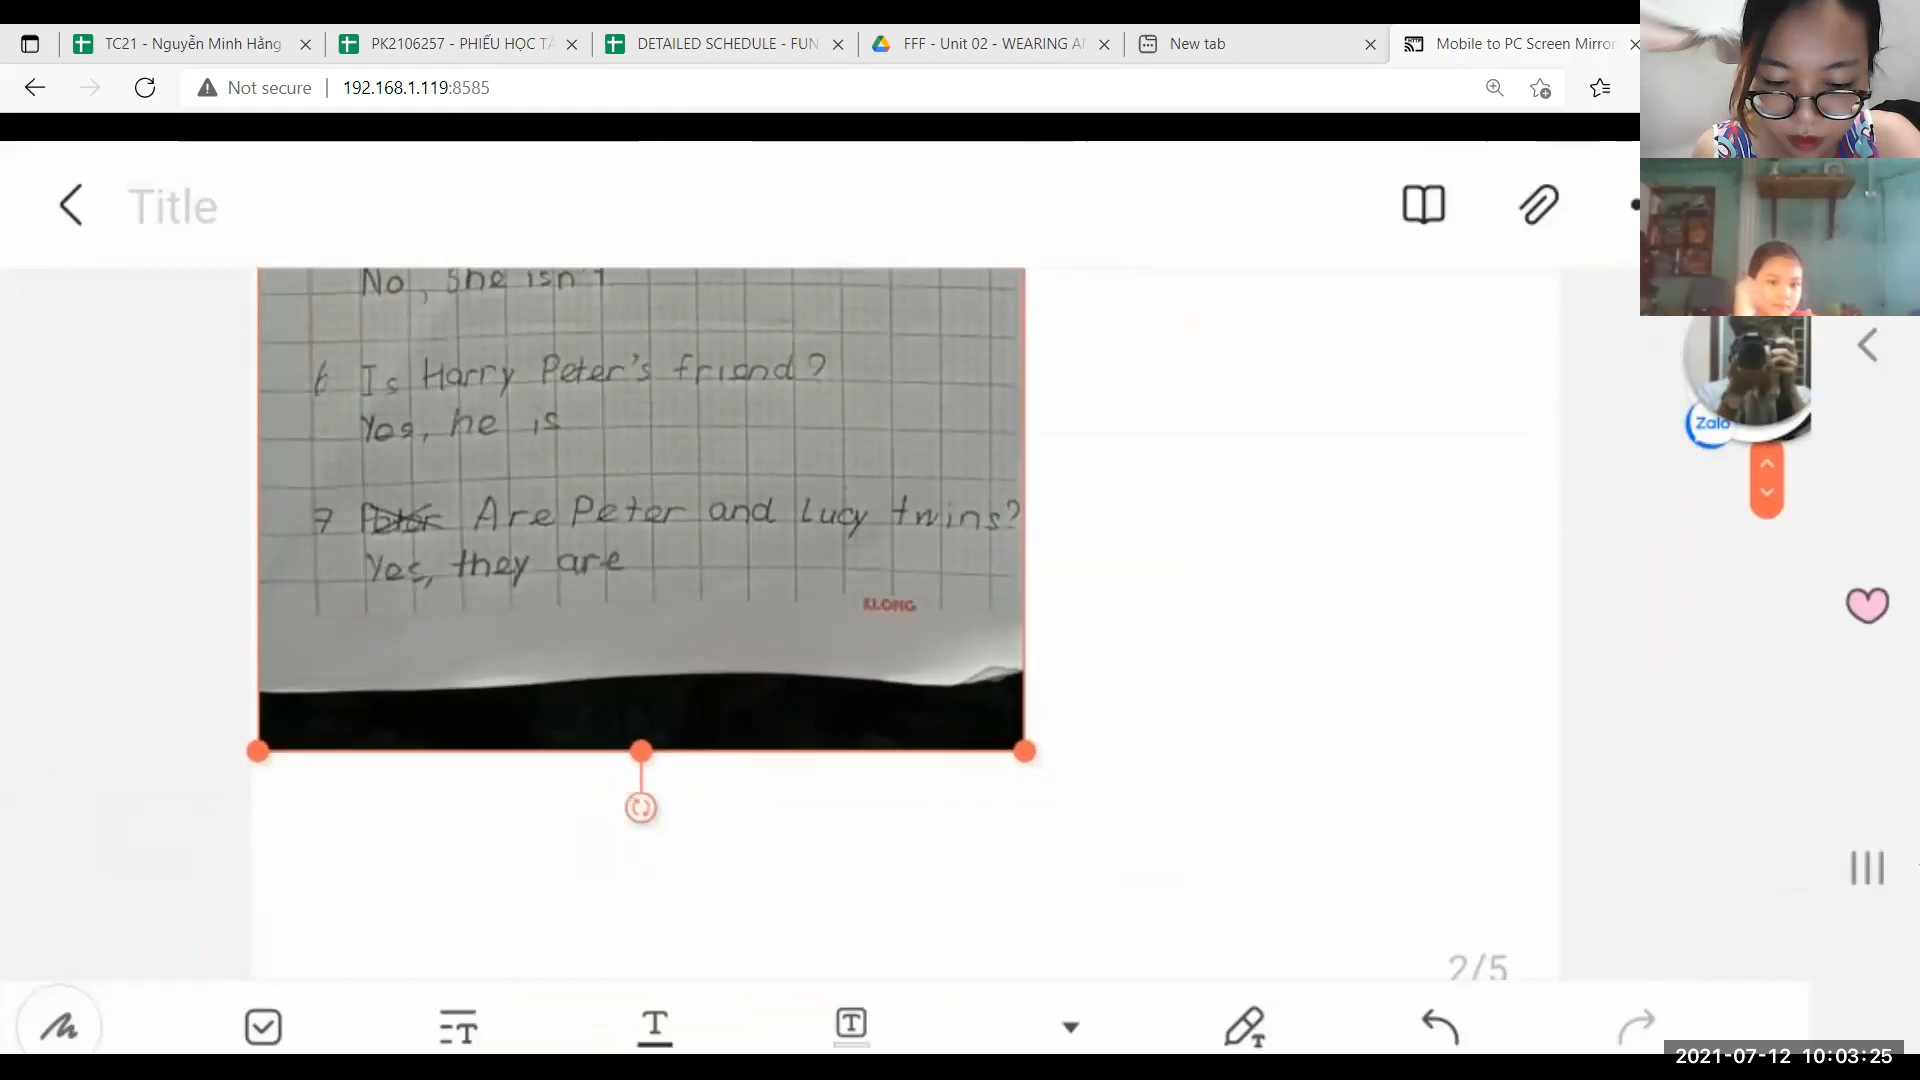 TC21 - Nguyễn Minh Hằng
PK2106257 - PHIẾU HỌC TẬ
DETAILED SCHEDULE - FUN
FFF - Unit 02 - WEARING A
New tab
Mobile to PC Screen Mirror
Not secure
192.168.1.119:8585
Title
No, she isn't
6 Is Harry Peter's friend?
Yes, he is
7 Are Peter and Lucy twins?
Yes, they are
KLONG
Zalo
2/5
2021-07-12 10:03:25